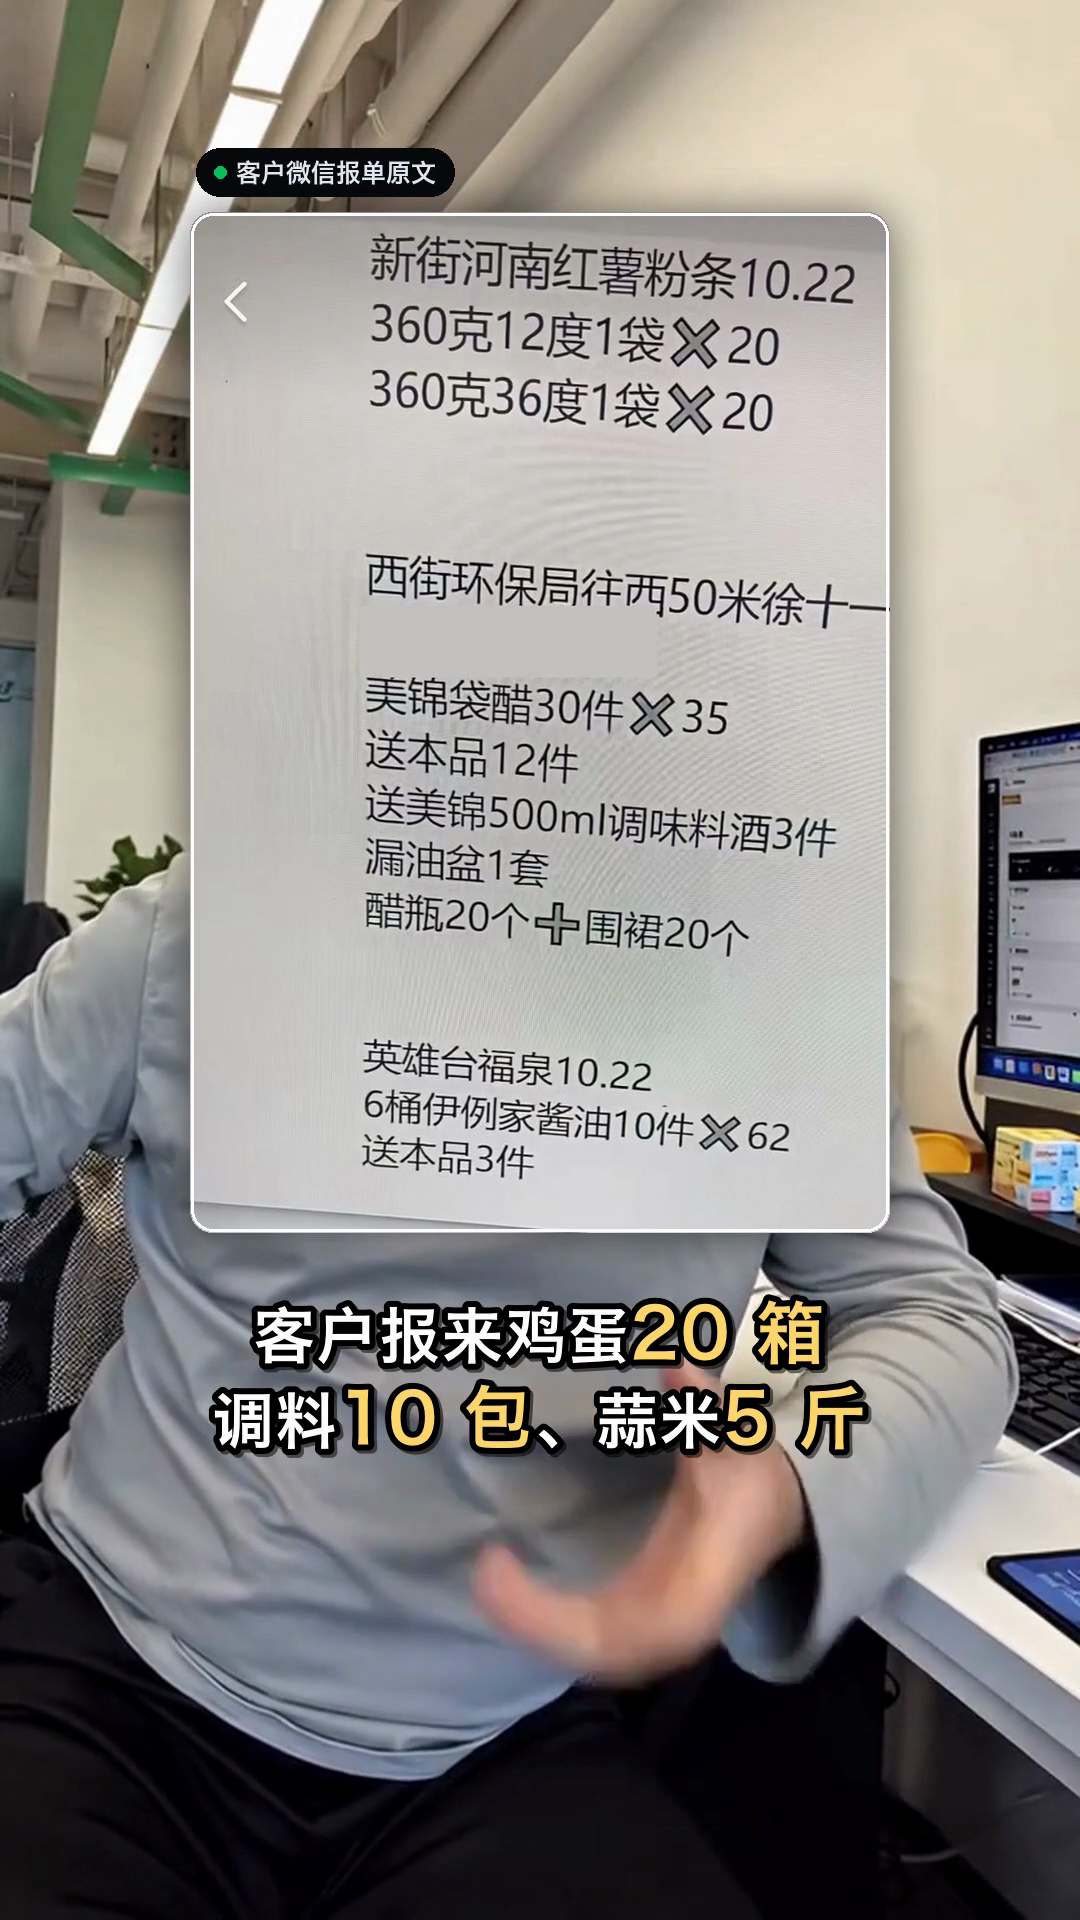 客户微信报单原文
新街河南红薯粉条10.22
360克12度1袋✖20
360克36度1袋✖20
西街环保局往西50米徐十一
美锦袋醋30件✖35
送本品12件
送美锦500ml调味料酒3件
漏油盆1套
醋瓶20个➕围裙20个
英雄台福泉10.22
6桶伊例家酱油10件✖62
送本品3件
客户报来鸡蛋20 箱
调料10 包、蒜米5 斤